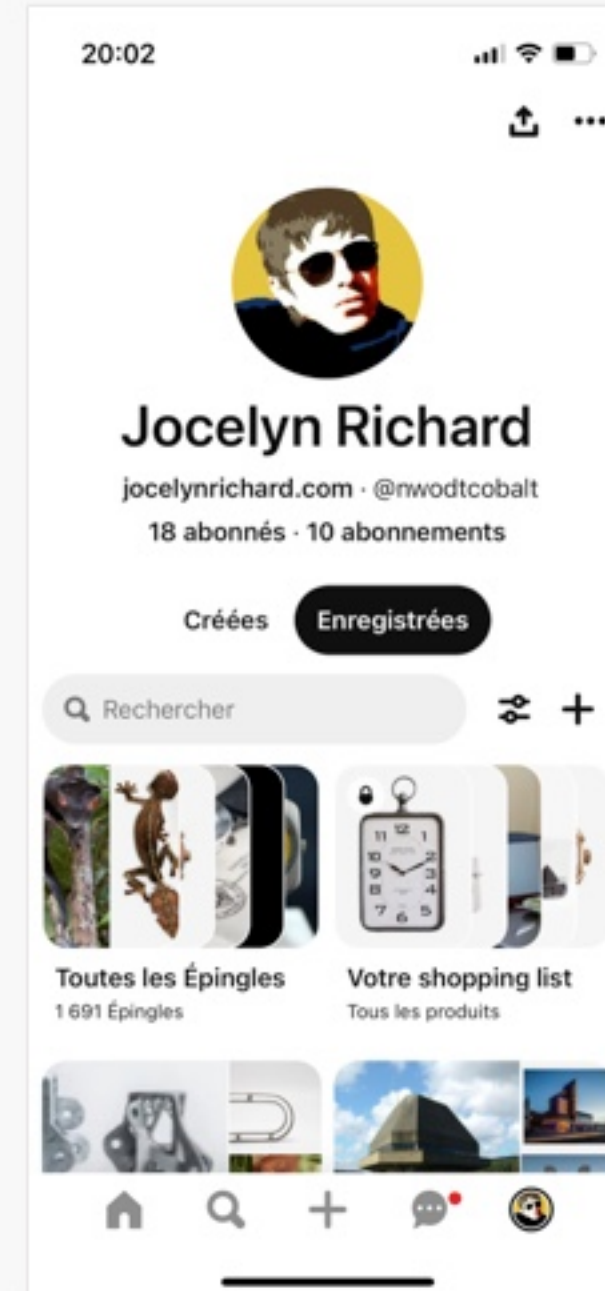 20:02
Jocelyn Richard
jocelynrichard.com · @nwodtcobalt
18 abonnés · 10 abonnements
Créées
Enregistrées
Rechercher
Toutes les Épingles
1 691 Épingles
Votre shopping list
Tous les produits